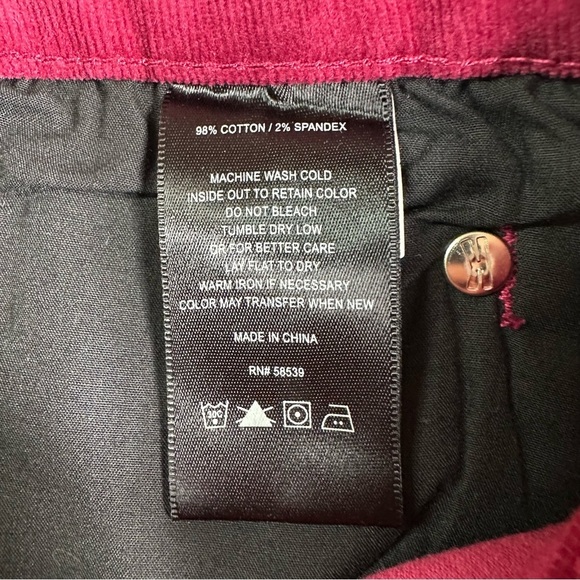 98% COTTON / 2% SPANDEX
MACHINE WASH COLD
INSIDE OUT TO RETAIN COLOR
DO NOT BLEACH
TUMBLE DRY LOW
OR FOR BETTER CARE
LAY FLAT TO DRY
WARM IRON IF NECESSARY
COLOR MAY TRANSFER WHEN NEW
MADE IN CHINA
RN# 58539
30C